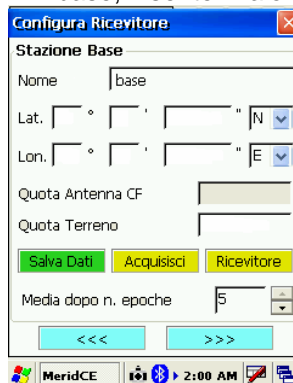 Configura Ricevitore
Stazione Base
Nome base
Lat. ° ' " N
Lon. ° ' " E
Quota Antenna CF
Quota Terreno
Salva Dati Acquisisci Ricevitore
Media dopo n. epoche 5
<<< >>>
MeridCE 2:00 AM